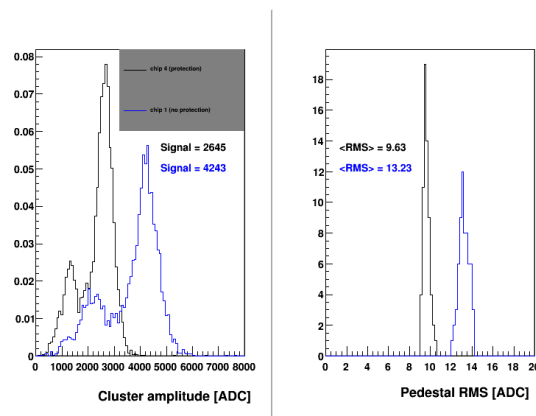 0.08
0.07
0.06
0.05
0.04
0.03
0.02
0.01
0
chip 4 (protection)
chip 1 (no protection)
Signal = 2645
Signal = 4243
0 1000 2000 3000 4000 5000 6000 7000 8000
Cluster amplitude [ADC]
18
16
14
12
10
8
6
4
2
0
<RMS> = 9.63
<RMS> = 13.23
0 2 4 6 8 10 12 14 16 18 20
Pedestal RMS [ADC]